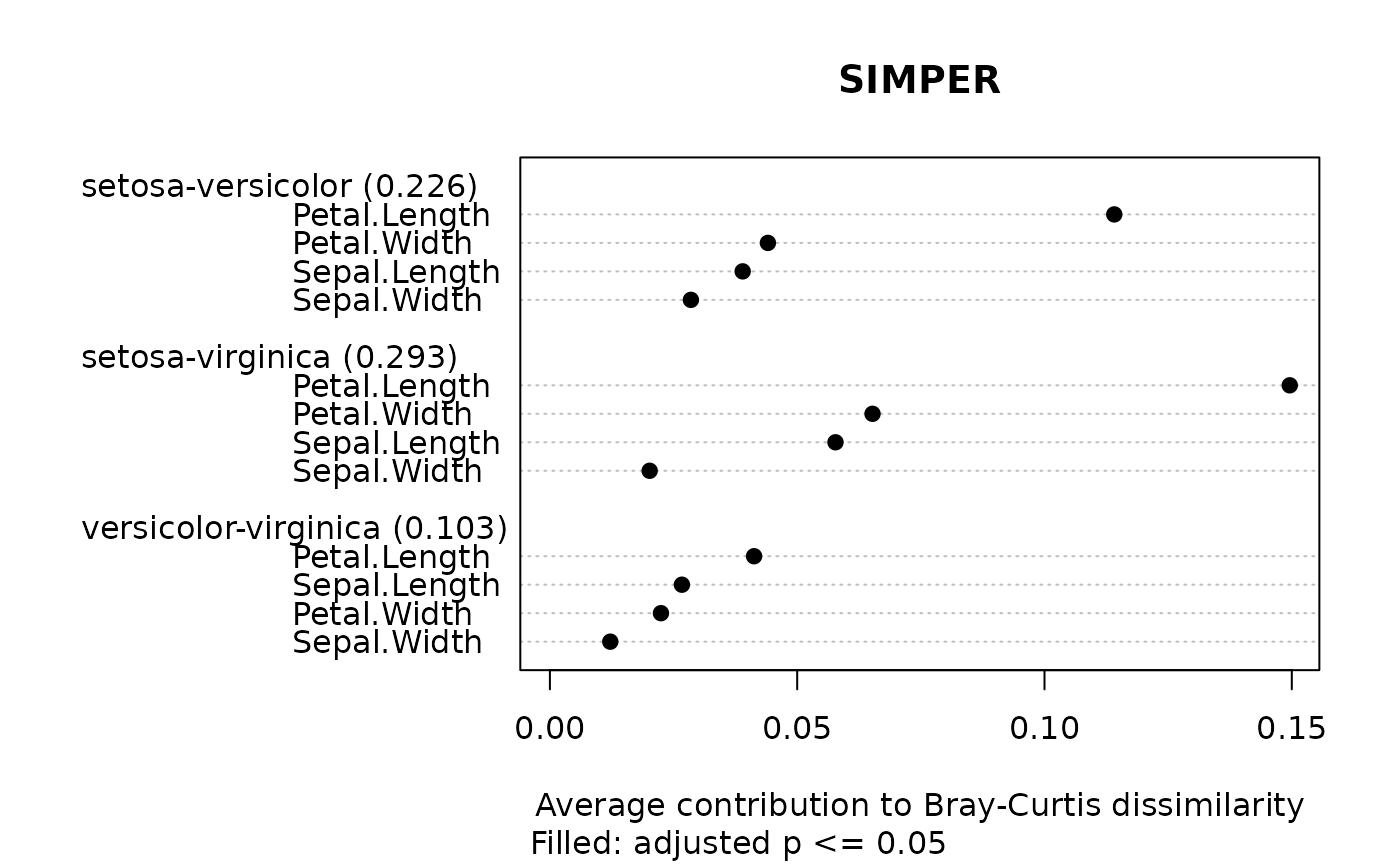 SIMPER
setosa-versicolor (0.226)
Petal.Length
Petal.Width
Sepal.Length
Sepal.Width
setosa-virginica (0.293)
Petal.Length
Petal.Width
Sepal.Length
Sepal.Width
versicolor-virginica (0.103)
Petal.Length
Sepal.Length
Petal.Width
Sepal.Width
0.00 0.05 0.10 0.15
Average contribution to Bray-Curtis dissimilarity
Filled: adjusted p <= 0.05